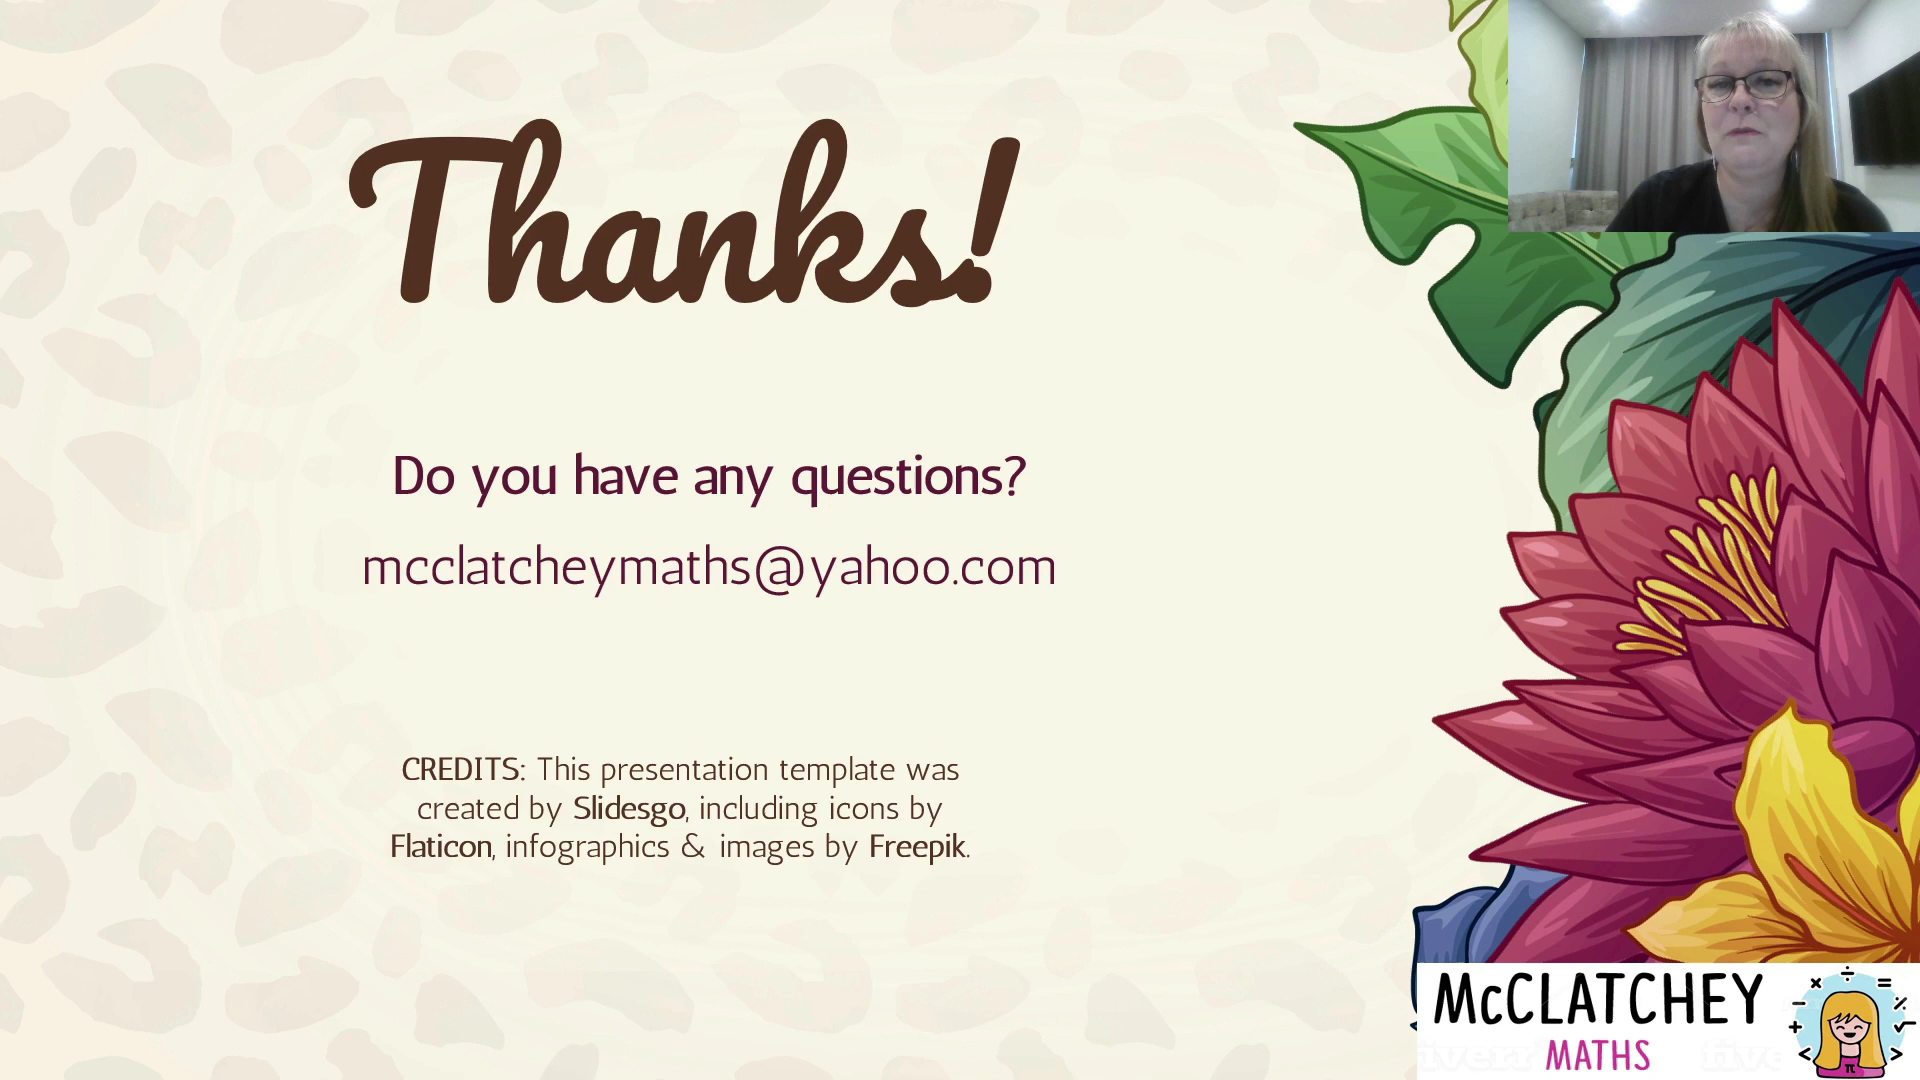 Thanks!
Do you have any questions?
mcclatcheymaths@yahoo.com
CREDITS: This presentation template was
created by Slidesgo, including icons by
Flaticon, infographics & images by Freepik.
McCLATCHEY
MATHS
π